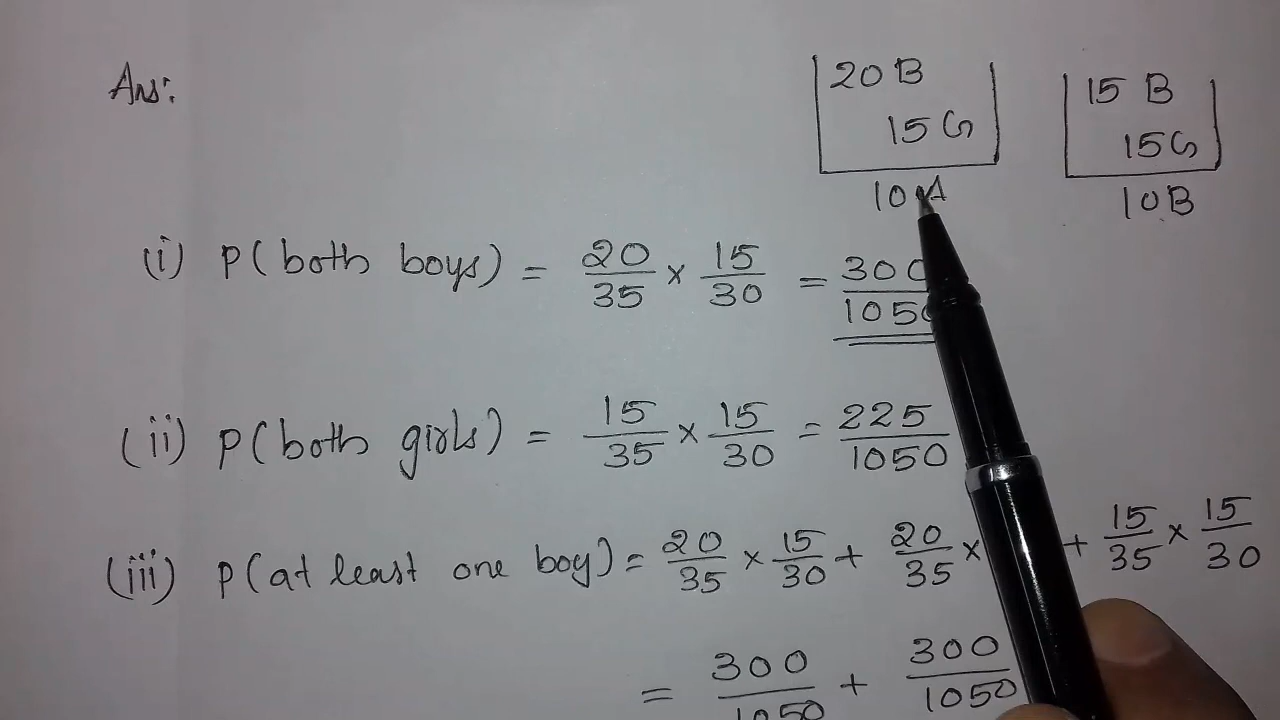 Ans:
20 B
15 G
10 A
15 B
15 G
10 B
(i) P(both boys) = 20/35 × 15/30 = 300/1050
(ii) P(both girls) = 15/35 × 15/30 = 225/1050
(iii) P(at least one boy) = 20/35 × 15/30 + 20/35 × + 15/35 × 15/30
= 300/1050 + 300/1050